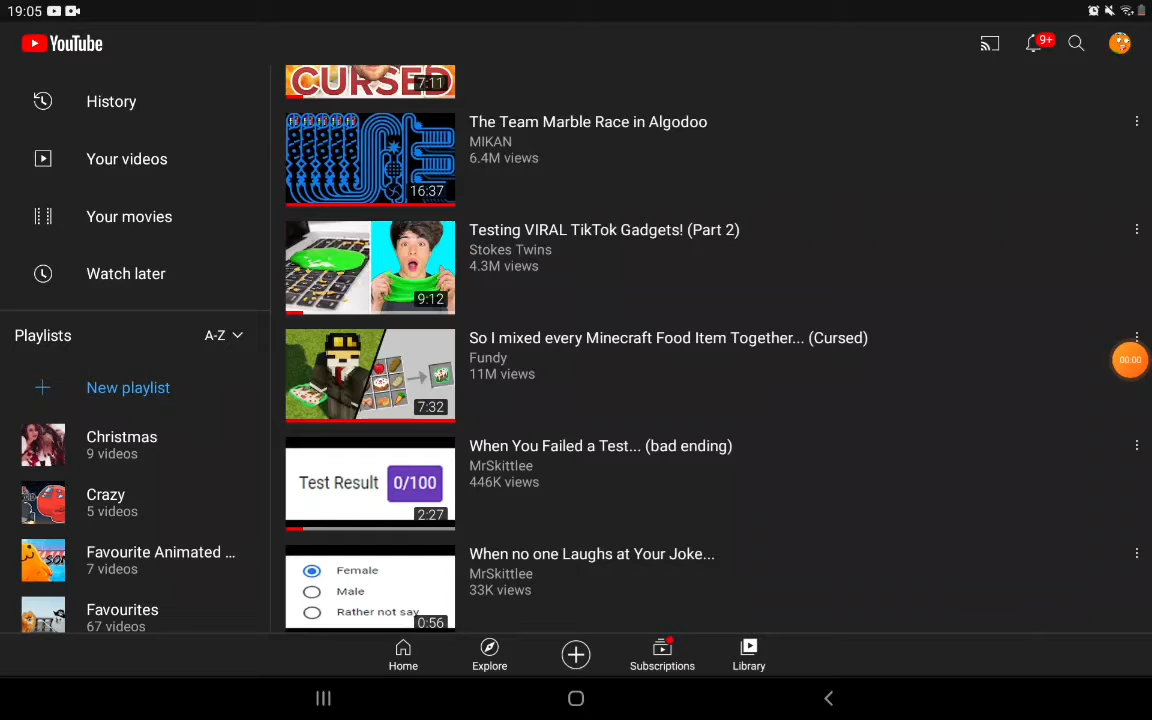 19:05
YouTube
9+
History
Your videos
Your movies
Watch later
Playlists
A-Z
New playlist
Christmas
9 videos
Crazy
5 videos
Favourite Animated ...
7 videos
Favourites
67 videos
CURSED
7:11
The Team Marble Race in Algodoo
MIKAN
6.4M views
16:37
Testing VIRAL TikTok Gadgets! (Part 2)
Stokes Twins
4.3M views
9:12
So I mixed every Minecraft Food Item Together... (Cursed)
Fundy
11M views
7:32
00:00
When You Failed a Test... (bad ending)
MrSkittlee
446K views
Test Result 0/100
2:27
When no one Laughs at Your Joke...
MrSkittlee
33K views
Female
Male
Rather not say
0:56
Home
Explore
Subscriptions
Library